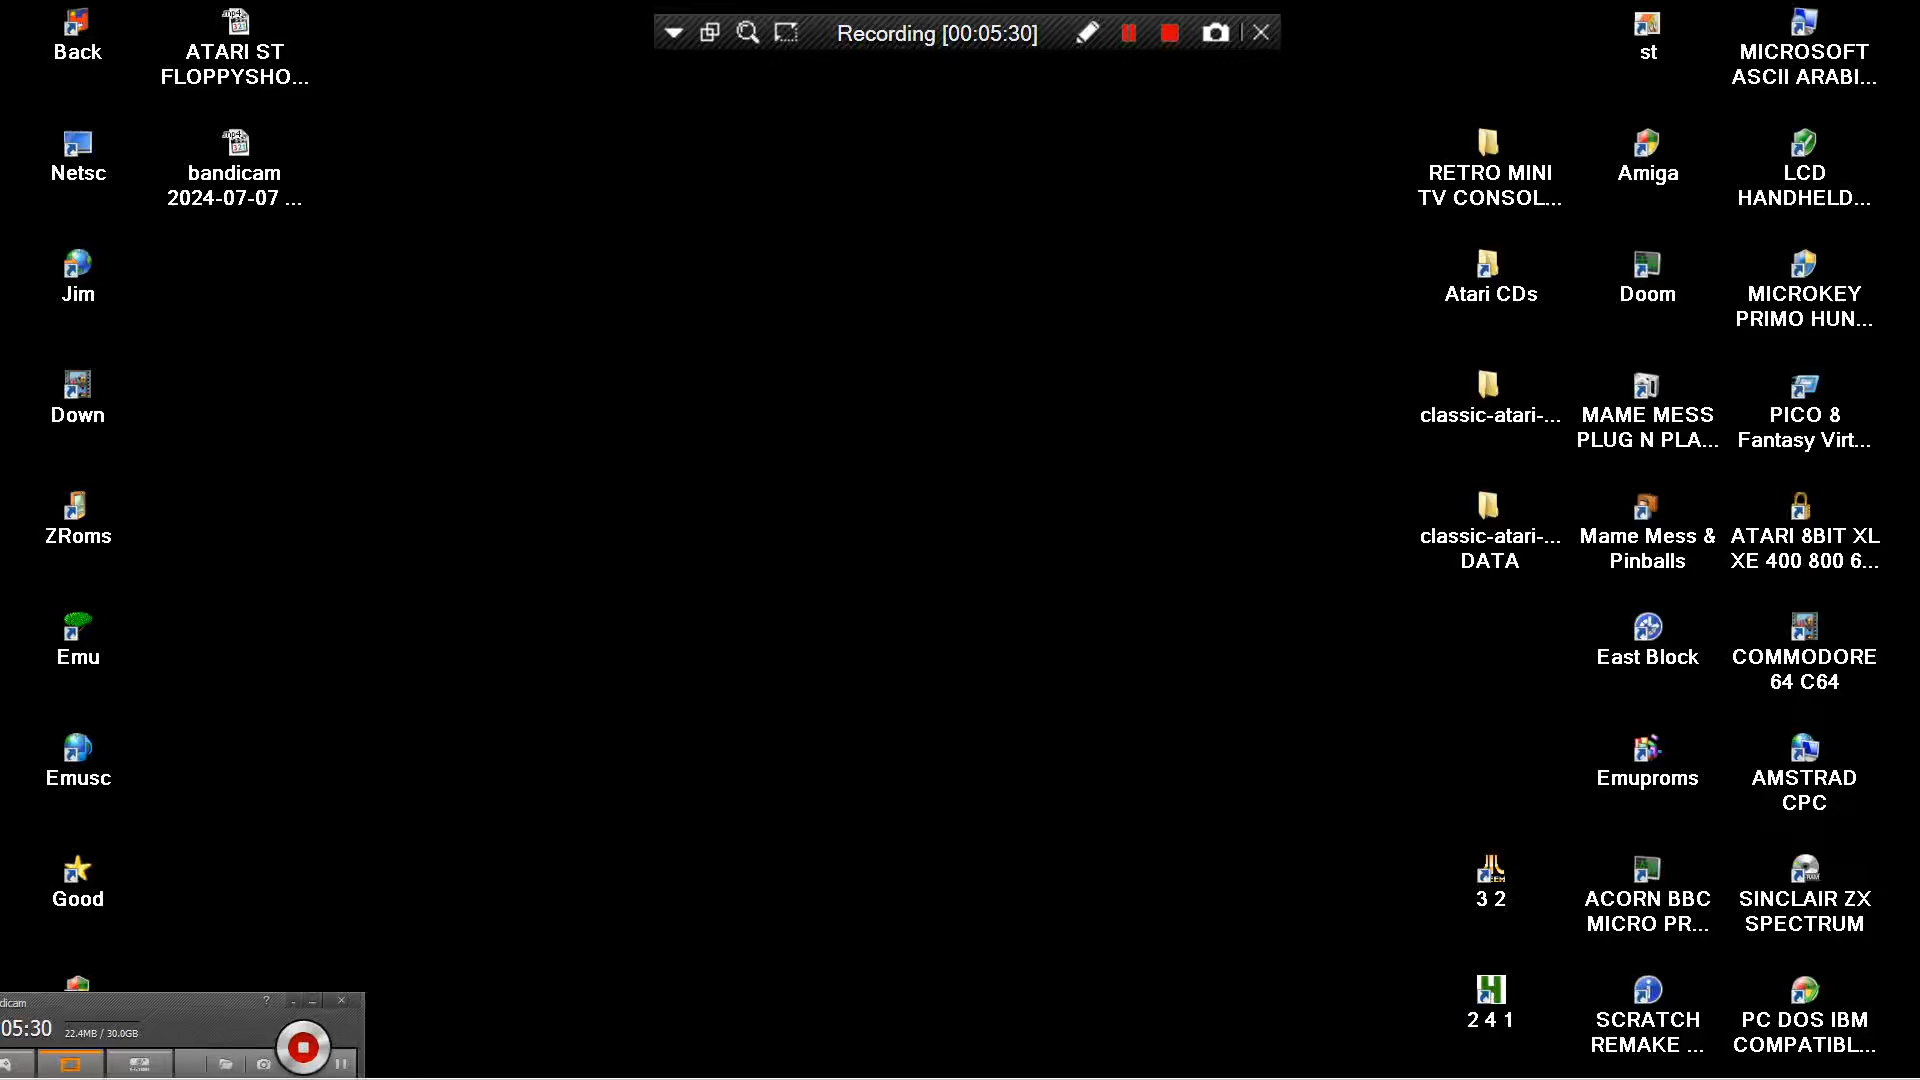 Recording [00:05:30]
Back
ATARI ST
FLOPPYSHO...
Netsc
bandicam
2024-07-07 ...
Jim
Down
ZRoms
Emu
Emusc
Good
st
MICROSOFT
ASCII ARABI...
RETRO MINI
TV CONSOL...
Amiga
LCD
HANDHELD...
Atari CDs
Doom
MICROKEY
PRIMO HUN...
classic-atari-...
MAME MESS
PLUG N PLA...
PICO 8
Fantasy Virt...
classic-atari-...
DATA
Mame Mess &
Pinballs
ATARI 8BIT XL
XE 400 800 6...
East Block
COMMODORE
64 C64
Emuproms
AMSTRAD
CPC
3 2
ACORN BBC
MICRO PR...
SINCLAIR ZX
SPECTRUM
2 4 1
SCRATCH
REMAKE ...
PC DOS IBM
COMPATIBL...
dicam
05:30
22.4MB / 30.0GB